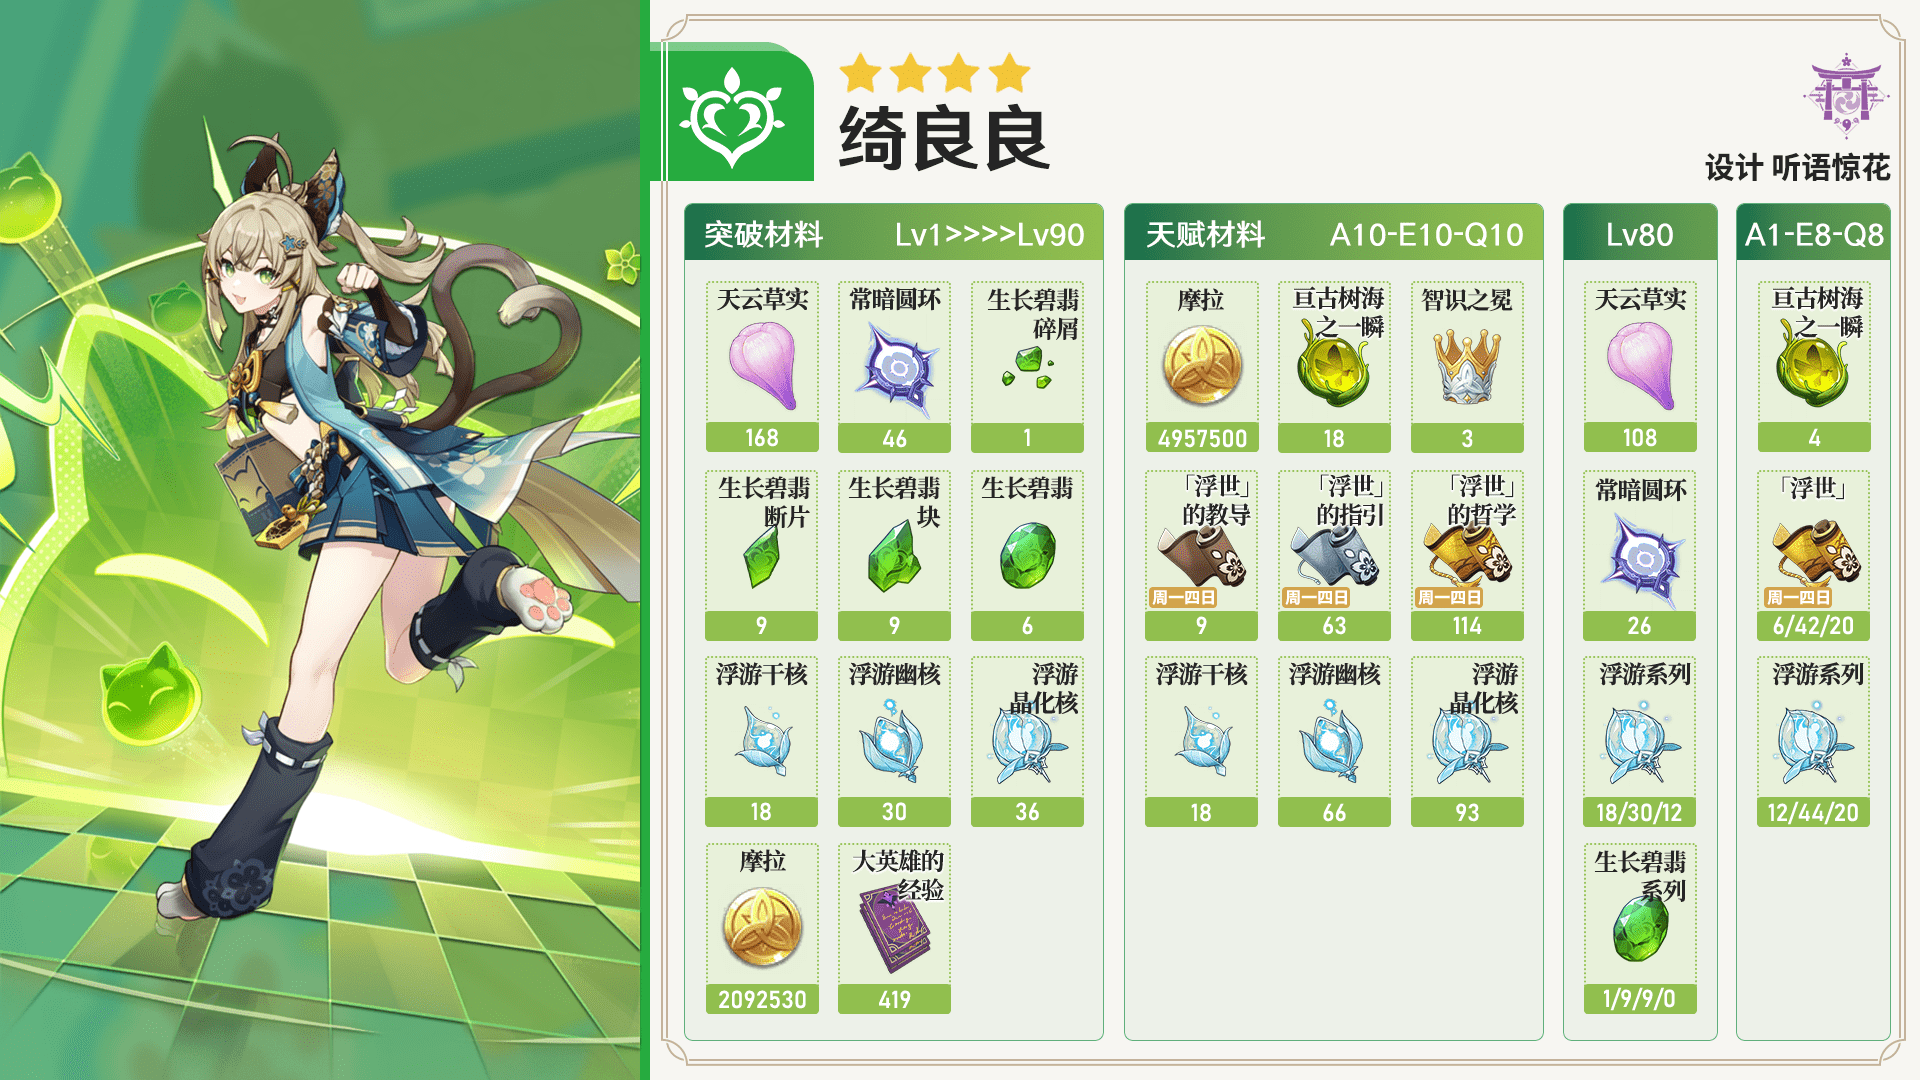 绮良良
设计 听语惊花
突破材料 Lv1>>>>Lv90
天云草实
168
常暗圆环
46
生长碧翡
碎屑
1
生长碧翡
断片
9
生长碧翡
块
9
生长碧翡
6
浮游干核
18
浮游幽核
30
浮游
晶化核
36
摩拉
2092530
大英雄的
经验
419
天赋材料 A10-E10-Q10
摩拉
4957500
亘古树海
之一瞬
18
智识之冕
3
「浮世」
的教导
周一四日
9
「浮世」
的指引
周一四日
63
「浮世」
的哲学
周一四日
114
浮游干核
18
浮游幽核
66
浮游
晶化核
93
Lv80
天云草实
108
常暗圆环
26
浮游系列
18/30/12
生长碧翡
系列
1/9/9/0
A1-E8-Q8
亘古树海
之一瞬
4
「浮世」
周一四日
6/42/20
浮游系列
12/44/20